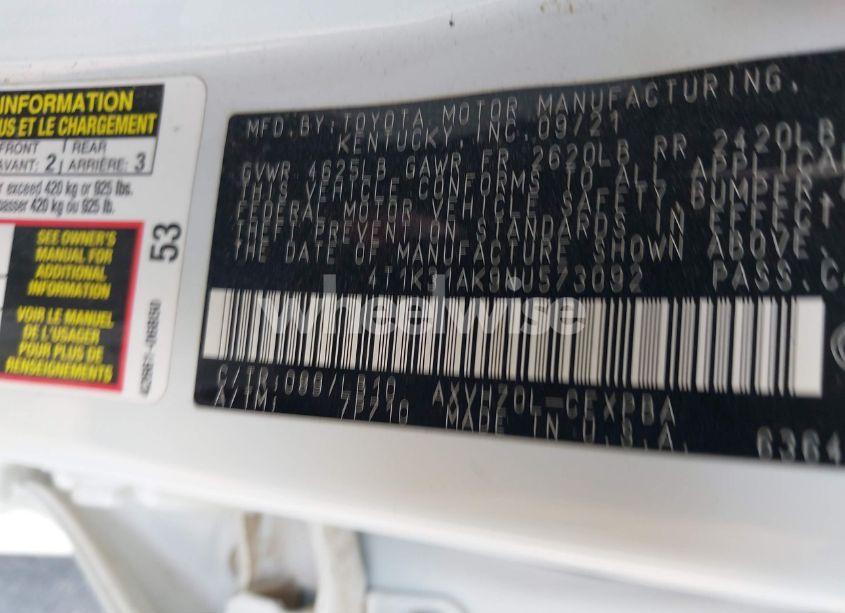 INFORMATION
US ET LE CHARGEMENT
FRONT REAR
AVANT: 2 ARRIÈRE: 3
exceed 420 kg or 925 lbs.
passer 420 kg ou 925 lb.
SEE OWNER'S
MANUAL FOR
ADDITIONAL
INFORMATION
VOIR LE MANUEL
DE L'USAGER
POUR PLUS DE
RENSEIGNEMENTS
53
MFD.BY:TOYOTA MOTOR MANUFACTURING,
KENTUCKY, INC.09/21
GVWR 4625LB GAWR FR 2620LB RR 2420LB
THIS VEHICLE CONFORMS TO ALL APPLICA
FEDERAL MOTOR VEHICLE SAFETY, BUMPER,
THEFT PREVENTION STANDARDS IN EFFECT
THE DATE OF MANUFACTURE SHOWN ABOVE.
PASS.C
wheelwise
C/TR:089/LB10 AXVH70L-CEXPBA
A/TM: MADE IN U.S.A.
6364